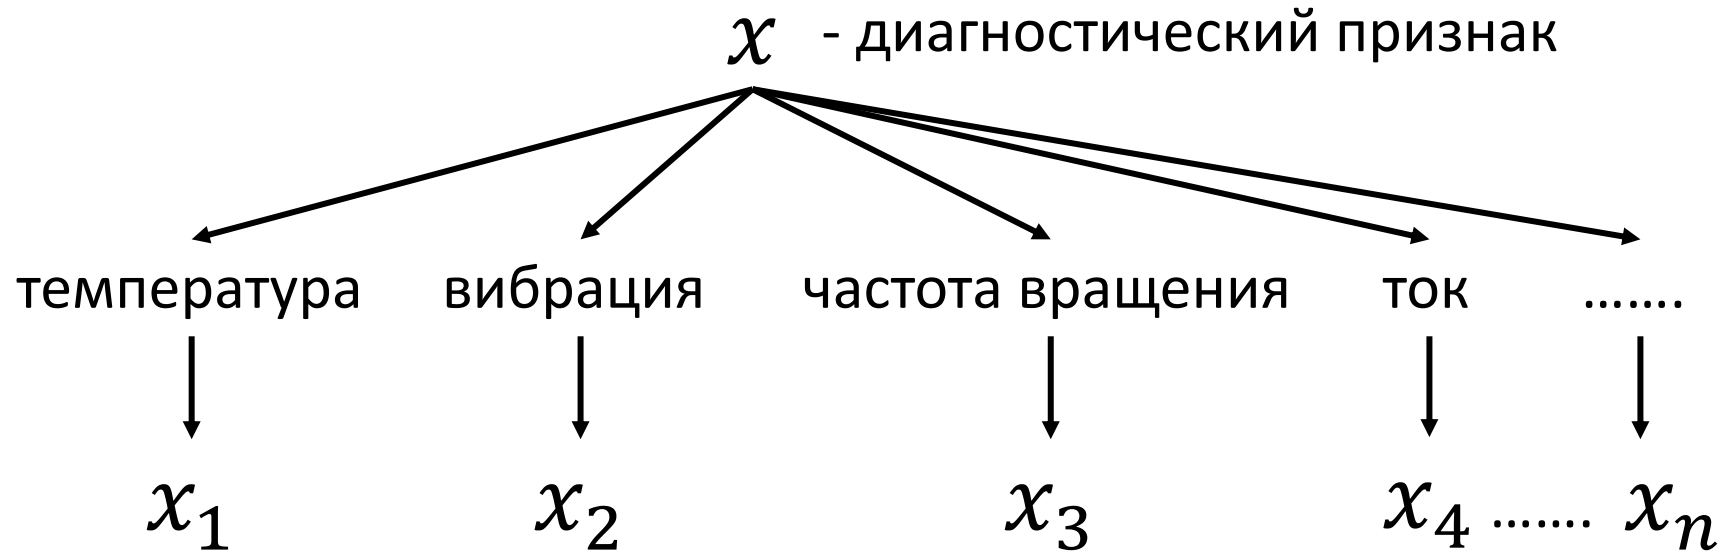 x - диагностический признак
температура вибрация частота вращения ток …….
x₁ x₂ x₃ x₄ ……. xₙ